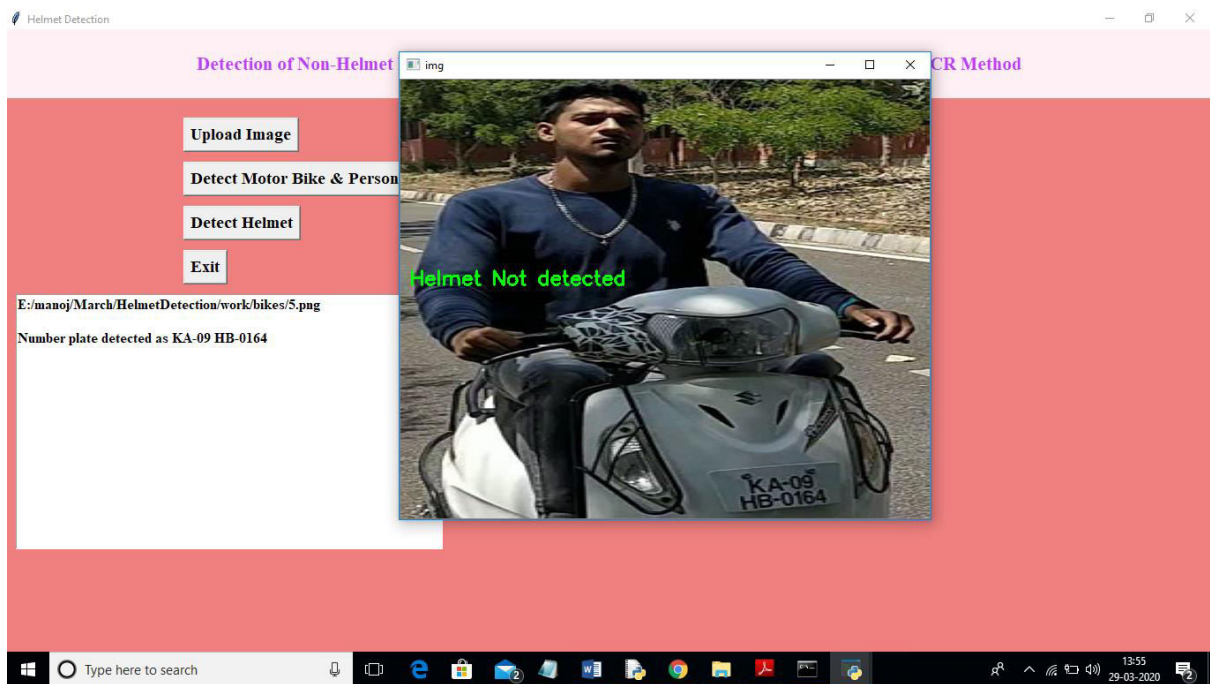 Helmet Detection
Detection of Non-Helmet
CR Method
img
Upload Image
Detect Motor Bike & Person
Detect Helmet
Exit
E:/manoj/March/HelmetDetection/work/bikes/5.png
Number plate detected as KA-09 HB-0164
Helmet Not detected
KA-09
HB-0164
Type here to search
13:55
29-03-2020
2
2